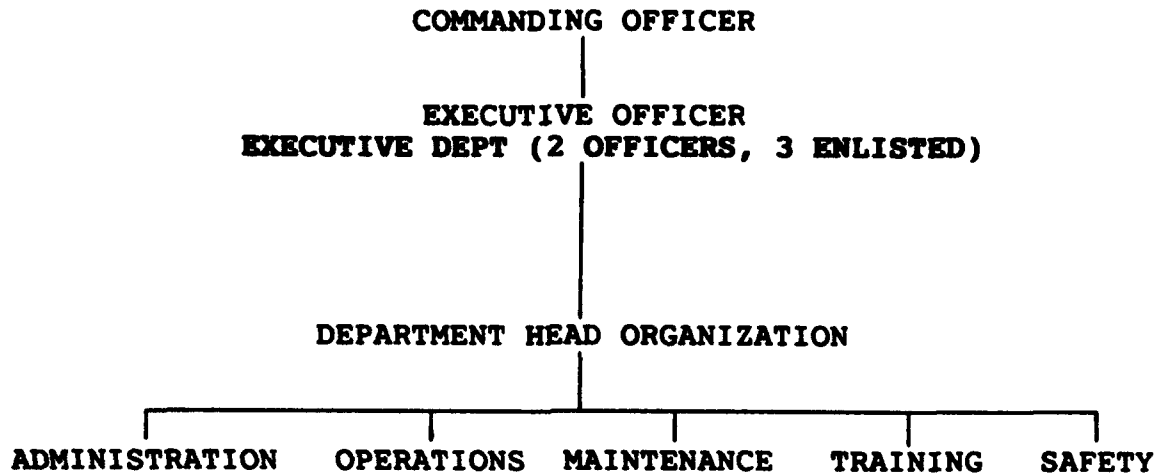 COMMANDING OFFICER
EXECUTIVE OFFICER
EXECUTIVE DEPT (2 OFFICERS, 3 ENLISTED)
DEPARTMENT HEAD ORGANIZATION
ADMINISTRATION OPERATIONS MAINTENANCE TRAINING SAFETY